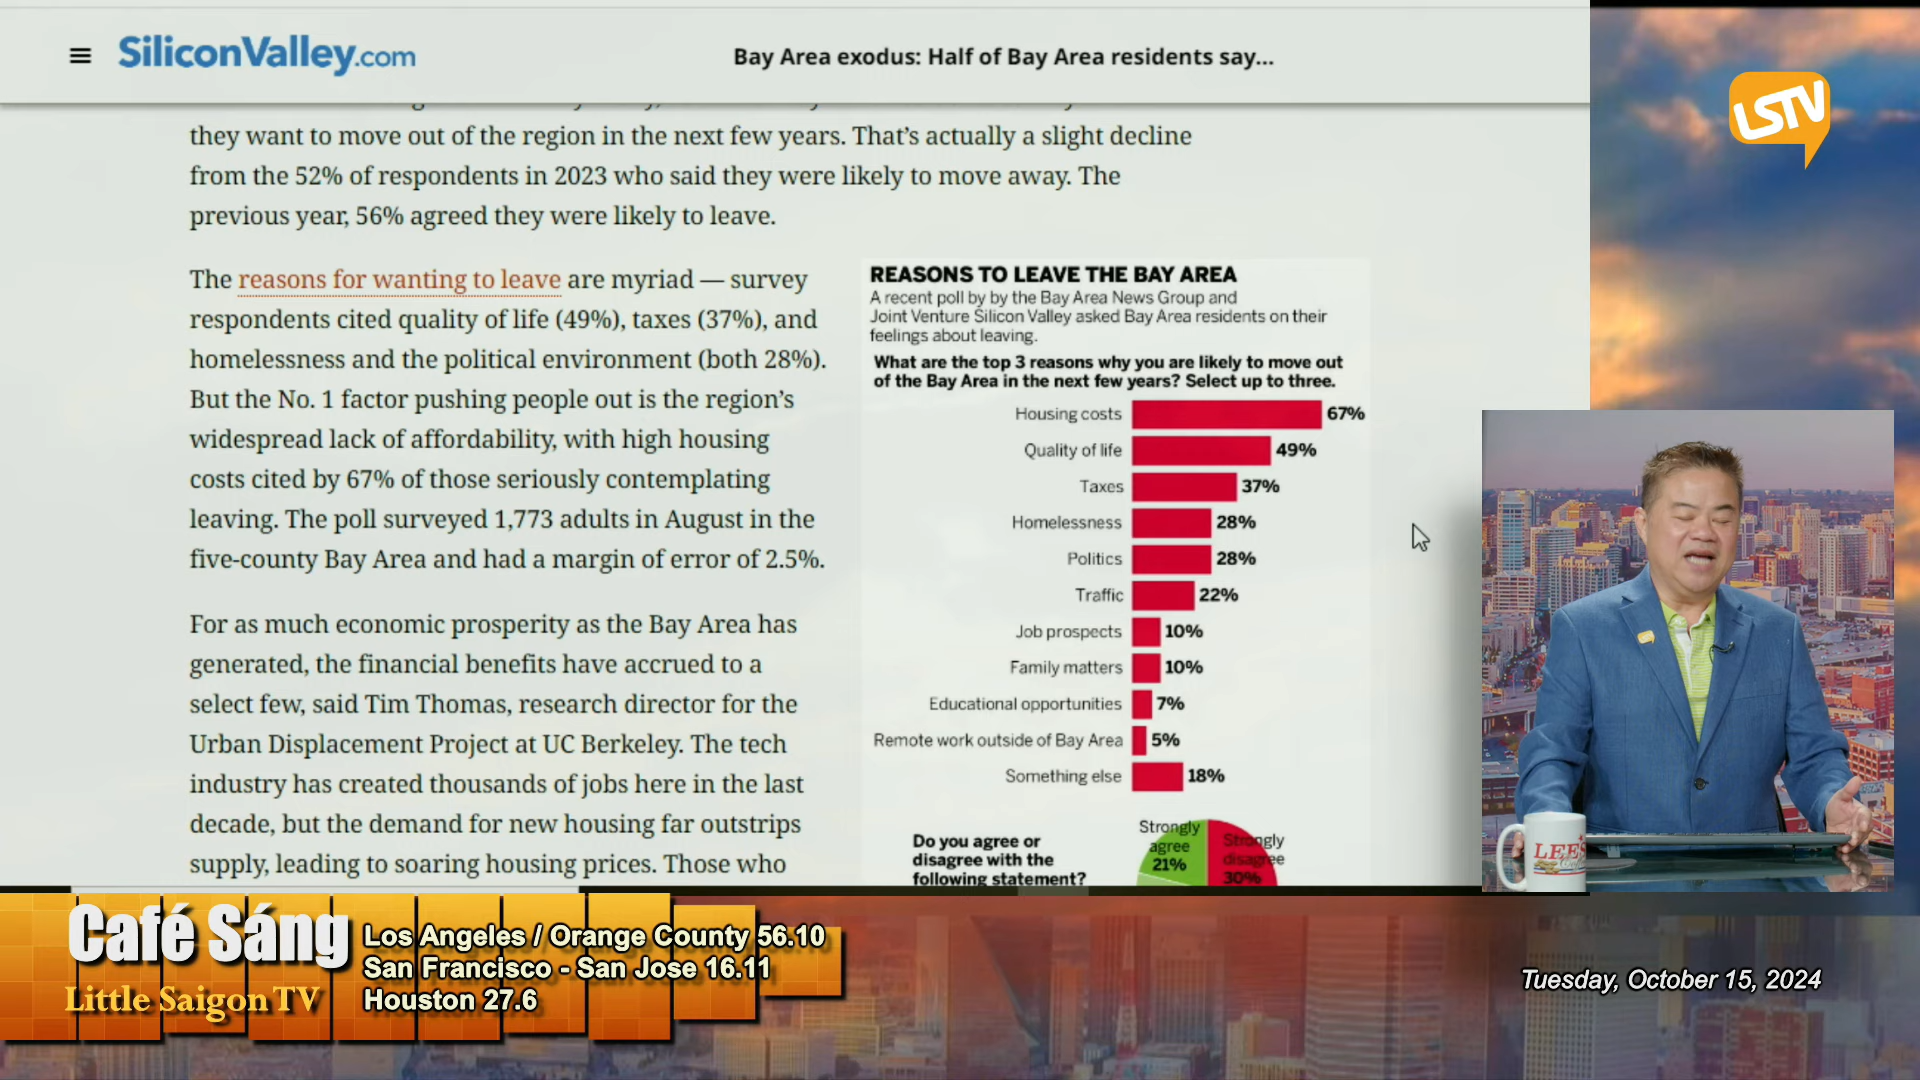 SiliconValley.com
Bay Area exodus: Half of Bay Area residents say...
LSTV
they want to move out of the region in the next few years. That's actually a slight decline
from the 52% of respondents in 2023 who said they were likely to move away. The
previous year, 56% agreed they were likely to leave.
The reasons for wanting to leave are myriad — survey
respondents cited quality of life (49%), taxes (37%), and
homelessness and the political environment (both 28%).
But the No. 1 factor pushing people out is the region's
widespread lack of affordability, with high housing
costs cited by 67% of those seriously contemplating
leaving. The poll surveyed 1,773 adults in August in the
five-county Bay Area and had a margin of error of 2.5%.
For as much economic prosperity as the Bay Area has
generated, the financial benefits have accrued to a
select few, said Tim Thomas, research director for the
Urban Displacement Project at UC Berkeley. The tech
industry has created thousands of jobs here in the last
decade, but the demand for new housing far outstrips
supply, leading to soaring housing prices. Those who
REASONS TO LEAVE THE BAY AREA
A recent poll by by the Bay Area News Group and
Joint Venture Silicon Valley asked Bay Area residents on their
feelings about leaving.
What are the top 3 reasons why you are likely to move out
of the Bay Area in the next few years? Select up to three.
Housing costs 67%
Quality of life 49%
Taxes 37%
Homelessness 28%
Politics 28%
Traffic 22%
Job prospects 10%
Family matters 10%
Educational opportunities 7%
Remote work outside of Bay Area 5%
Something else 18%
Do you agree or
disagree with the
following statement?
Strongly
agree
21%
Strongly
disagree
30%
LEE'S
Café Sáng
Little Saigon TV
Los Angeles / Orange County 56.10
San Francisco - San Jose 16.11
Houston 27.6
Tuesday, October 15, 2024